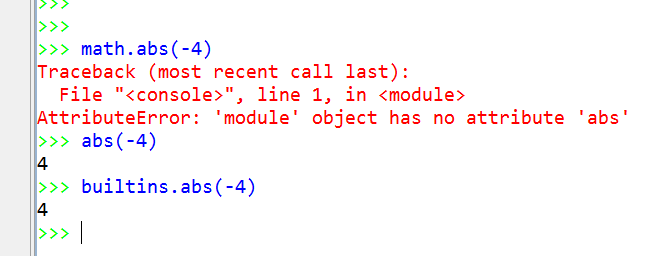 >>>
>>>
>>> math.abs(-4)
Traceback (most recent call last):
  File "<console>", line 1, in <module>
AttributeError: 'module' object has no attribute 'abs'
>>> abs(-4)
4
>>> builtins.abs(-4)
4
>>>